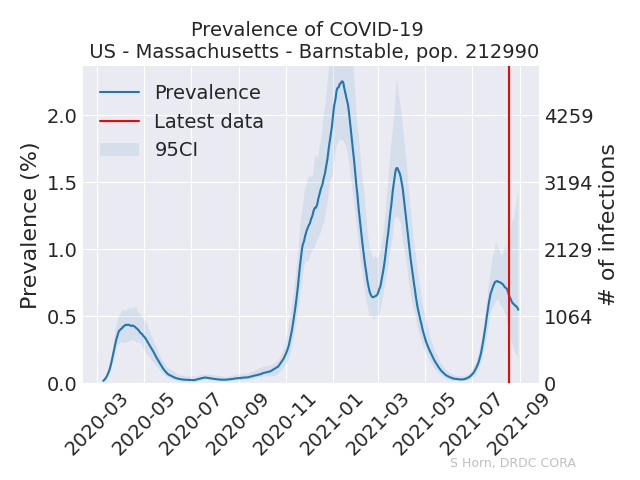 Prevalence of COVID-19
US - Massachusetts - Barnstable, pop. 212990
Prevalence
Latest data
95CI
Prevalence (%)
2.0
1.5
1.0
0.5
0.0
4259
3194
2129
1064
0
# of infections
2020-03
2020-05
2020-07
2020-09
2020-11
2021-01
2021-03
2021-05
2021-07
2021-09
S Horn, DRDC CORA